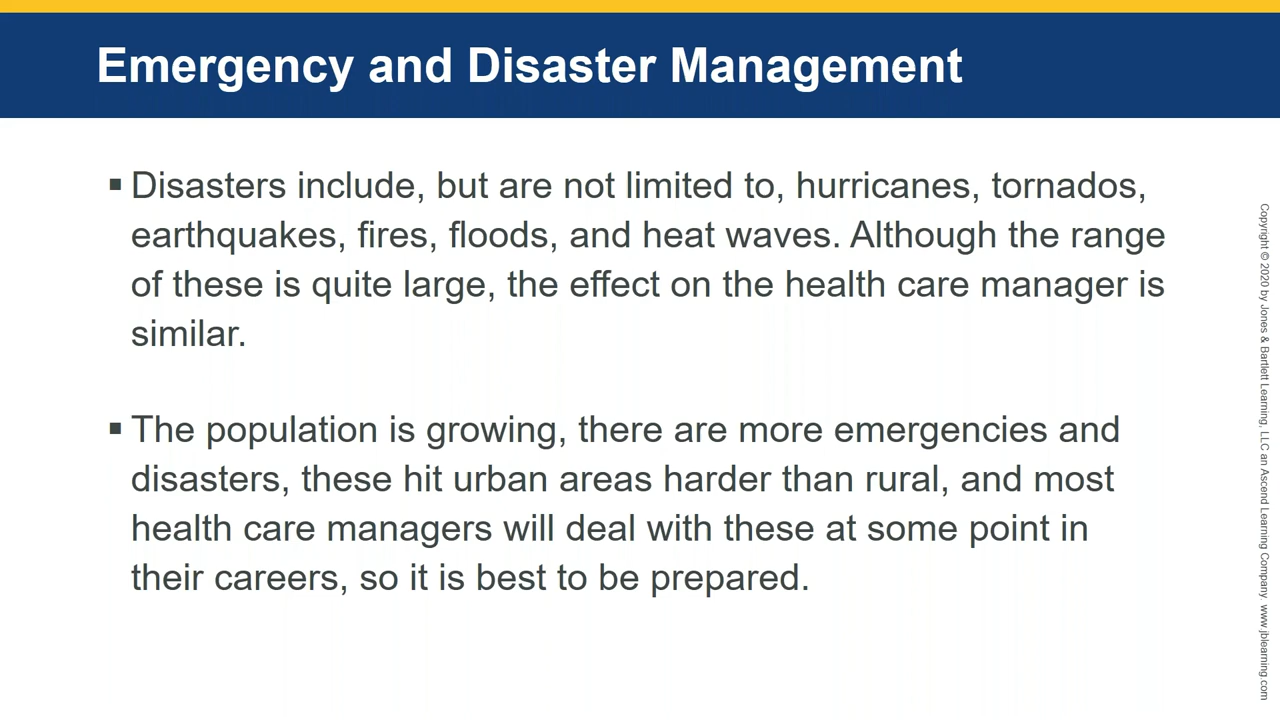 Emergency and Disaster Management
▪ Disasters include, but are not limited to, hurricanes, tornados,
earthquakes, fires, floods, and heat waves. Although the range
of these is quite large, the effect on the health care manager is
similar.
▪ The population is growing, there are more emergencies and
disasters, these hit urban areas harder than rural, and most
health care managers will deal with these at some point in
their careers, so it is best to be prepared.
Copyright © 2020 by Jones & Bartlett Learning, LLC an Ascend Learning Company. www.jblearning.com